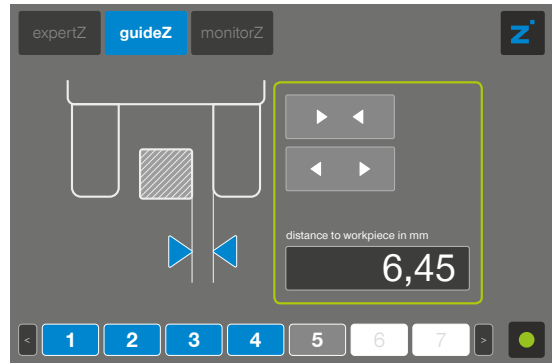 expertZ guideZ monitorZ z
distance to workpiece in mm
6,45
< 1 2 3 4 5 6 7 >